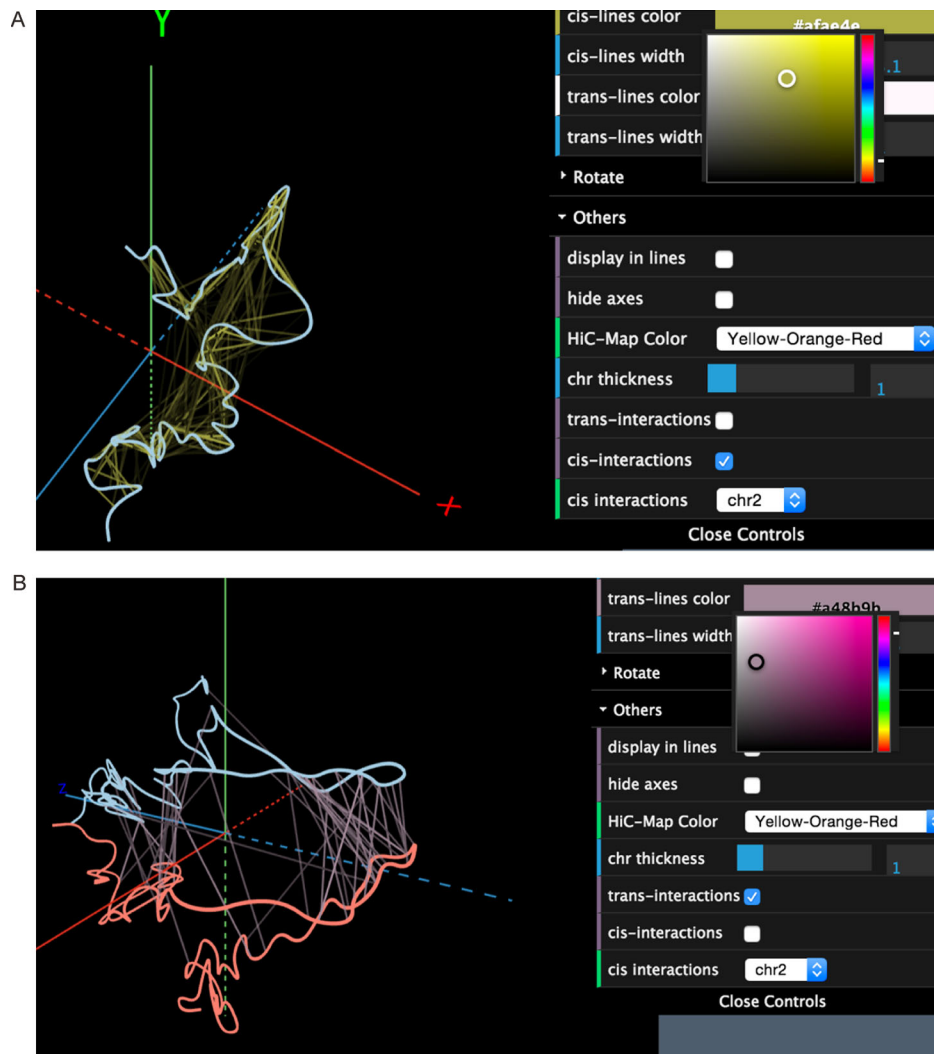 A
Y
X
cis-lines color
#afae4e
cis-lines width
.1
trans-lines color
trans-lines width
Rotate
Others
display in lines
hide axes
HiC-Map Color Yellow-Orange-Red
chr thickness 1
trans-interactions
cis-interactions
cis interactions chr2
Close Controls
B
z
trans-lines color
#a48b9b
trans-lines width
Rotate
Others
display in lines
hide axes
HiC-Map Color Yellow-Orange-Red
chr thickness 1
trans-interactions
cis-interactions
cis interactions chr2
Close Controls